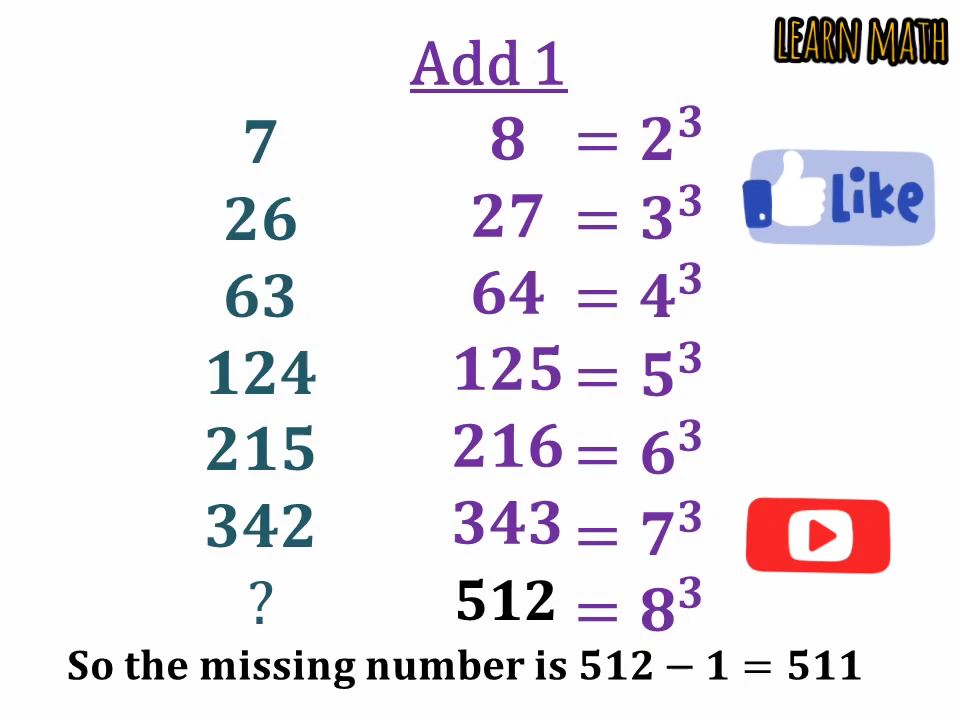 LEARN MATH
Add 1
7 8 = 2³
26 27 = 3³
Like
63 64 = 4³
124 125 = 5³
215 216 = 6³
342 343 = 7³
? 512 = 8³
So the missing number is 512 − 1 = 511